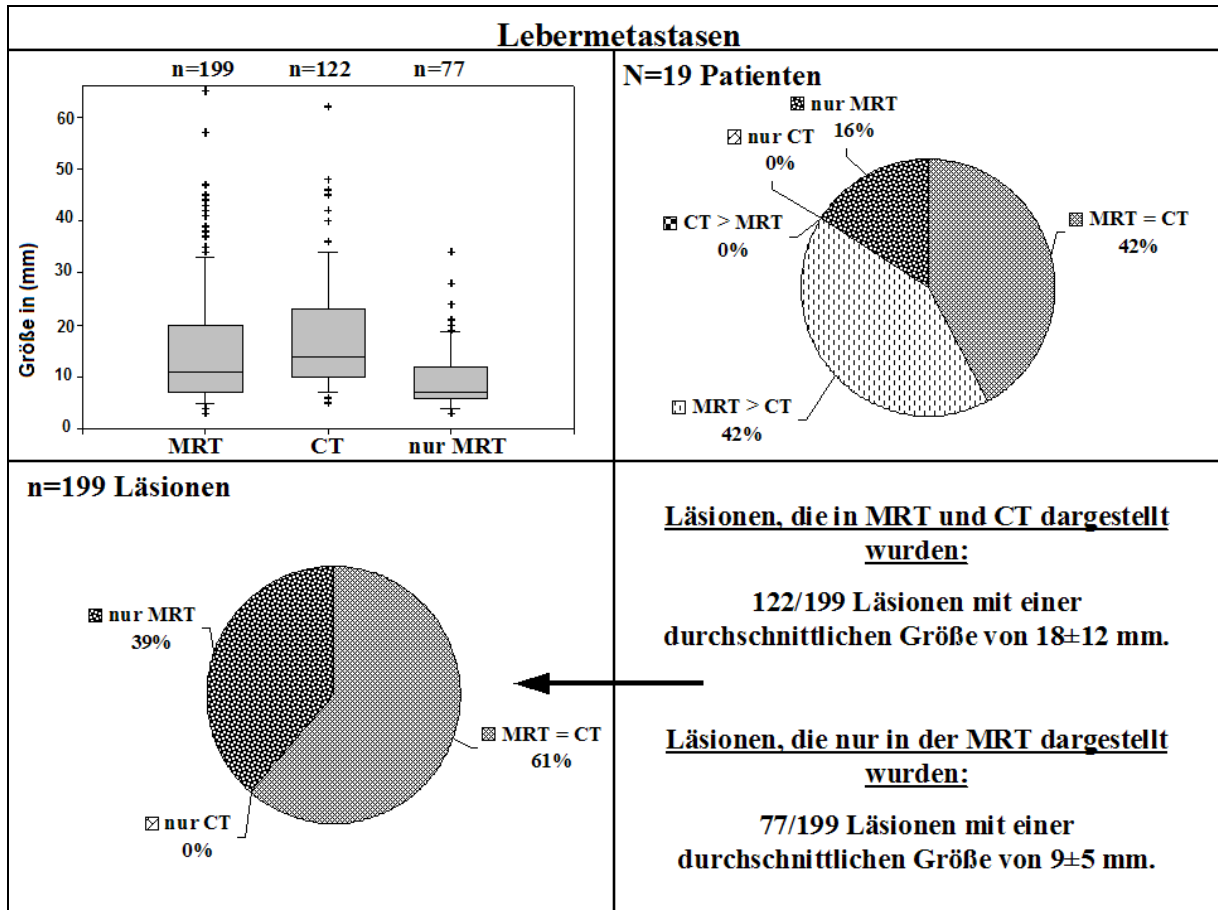 Lebermetastasen
n=199 n=122 n=77
Größe in (mm)
60
50
40
30
20
10
0
MRT CT nur MRT
N=19 Patienten
nur MRT
16%
nur CT
0%
CT > MRT
0%
MRT = CT
42%
MRT > CT
42%
n=199 Läsionen
nur MRT
39%
MRT = CT
61%
nur CT
0%
Läsionen, die in MRT und CT dargestellt
wurden:
122/199 Läsionen mit einer
durchschnittlichen Größe von 18±12 mm.
Läsionen, die nur in der MRT dargestellt
wurden:
77/199 Läsionen mit einer
durchschnittlichen Größe von 9±5 mm.